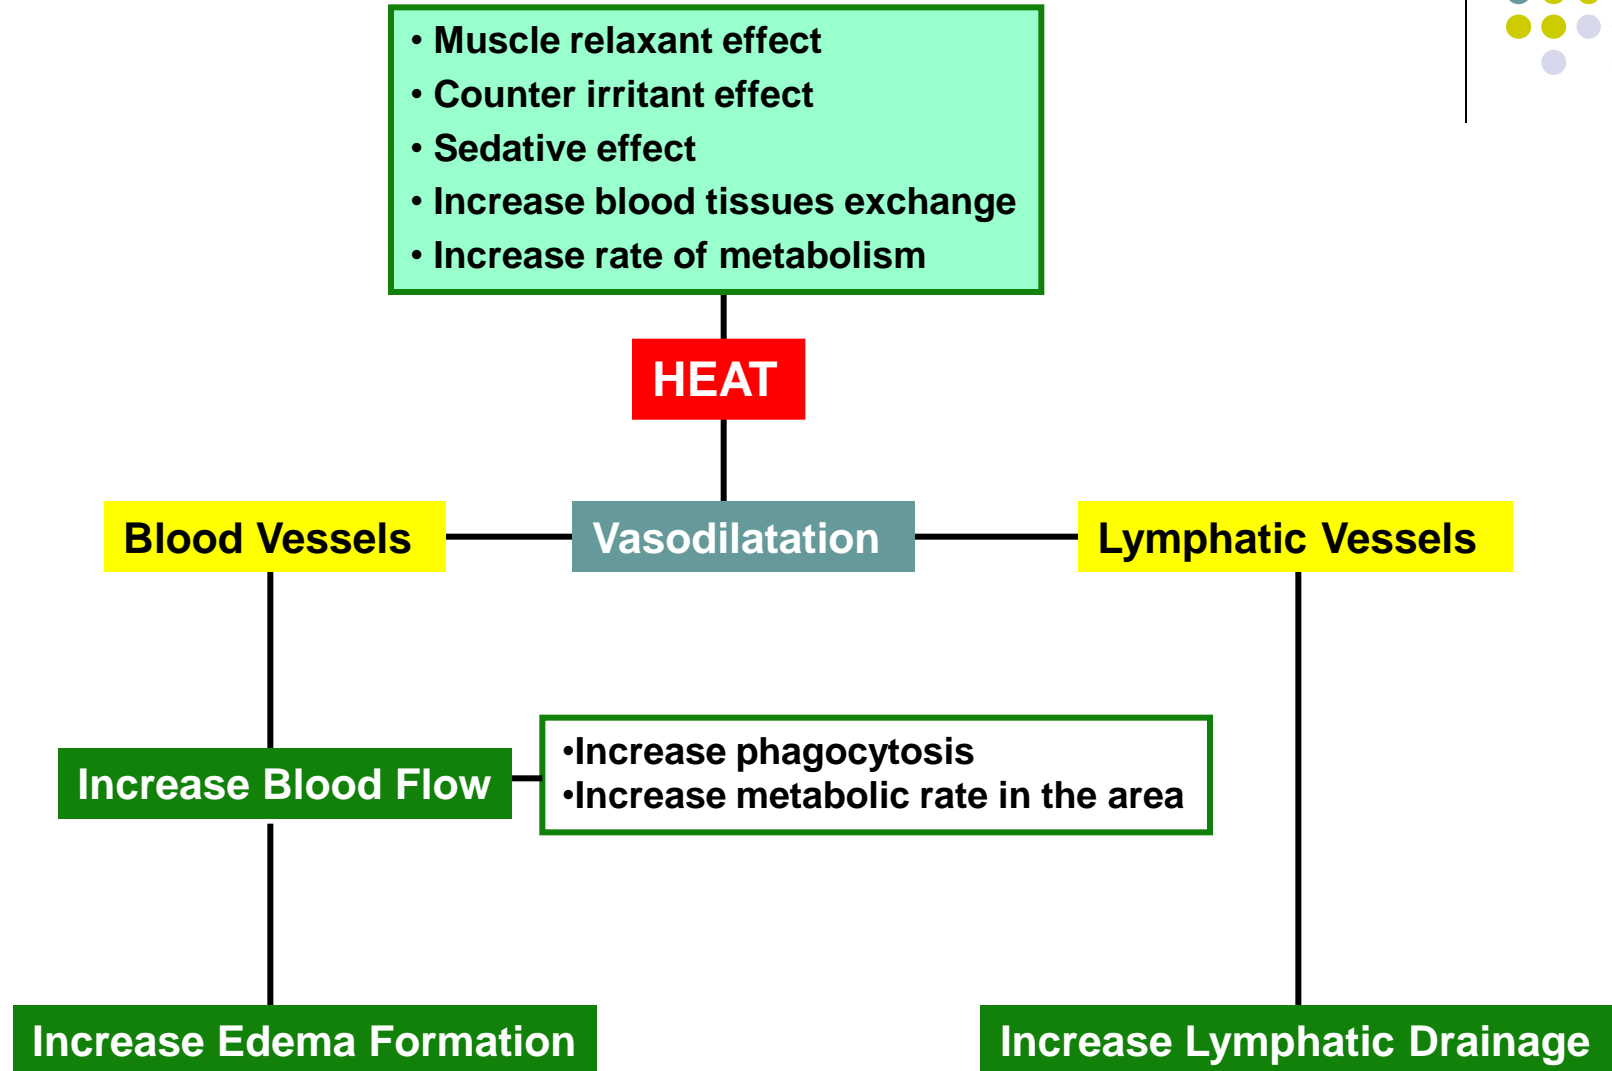 • Muscle relaxant effect
• Counter irritant effect
• Sedative effect
• Increase blood tissues exchange
• Increase rate of metabolism
HEAT
Blood Vessels
Vasodilatation
Lymphatic Vessels
Increase Blood Flow
•Increase phagocytosis
•Increase metabolic rate in the area
Increase Edema Formation
Increase Lymphatic Drainage